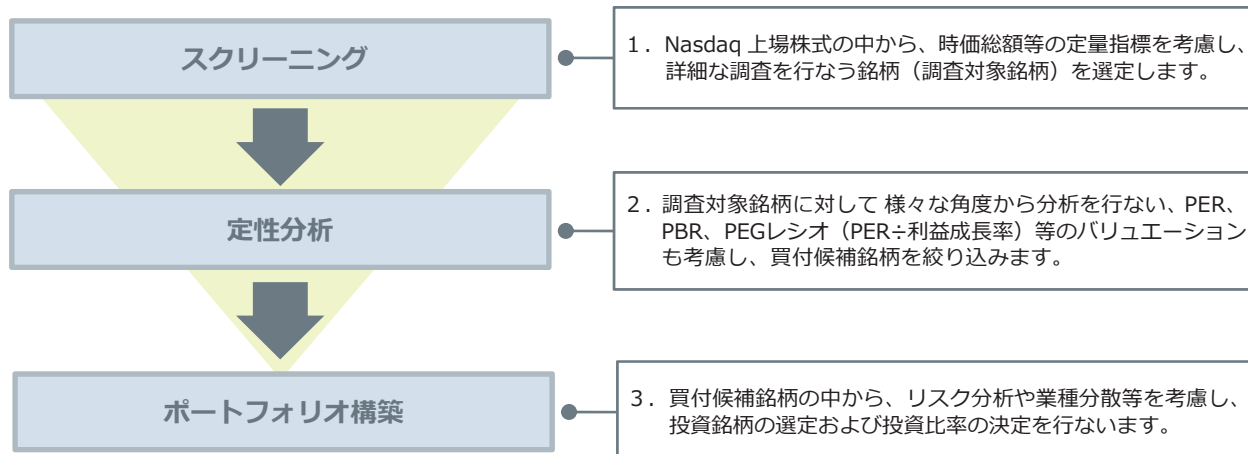 スクリーニング
1．Nasdaq 上場株式の中から、時価総額等の定量指標を考慮し、
詳細な調査を行なう銘柄（調査対象銘柄）を選定します。
定性分析
2．調査対象銘柄に対して 様々な角度から分析を行ない、PER、
PBR、PEGレシオ（PER÷利益成長率）等のバリュエーション
も考慮し、買付候補銘柄を絞り込みます。
ポートフォリオ構築
3．買付候補銘柄の中から、リスク分析や業種分散等を考慮し、
投資銘柄の選定および投資比率の決定を行ないます。